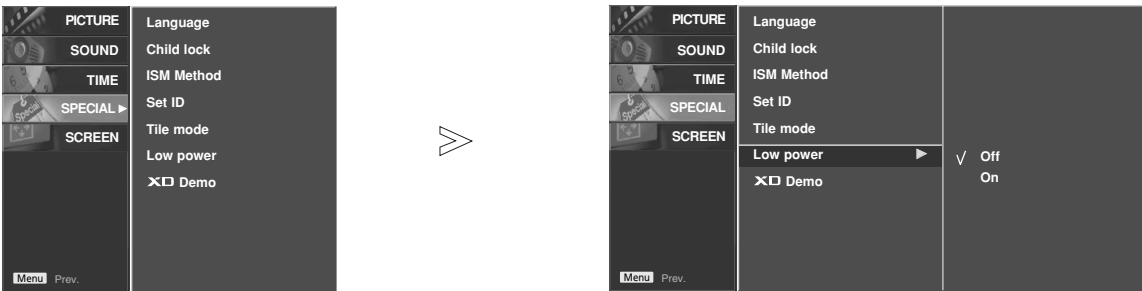 PICTURE
SOUND
TIME
SPECIAL ▶
SCREEN
Menu Prev.
Language
Child lock
ISM Method
Set ID
Tile mode
Low power
XD Demo
PICTURE
SOUND
TIME
SPECIAL
SCREEN
Menu Prev.
Language
Child lock
ISM Method
Set ID
Tile mode
Low power ▶
XD Demo
√ Off
On